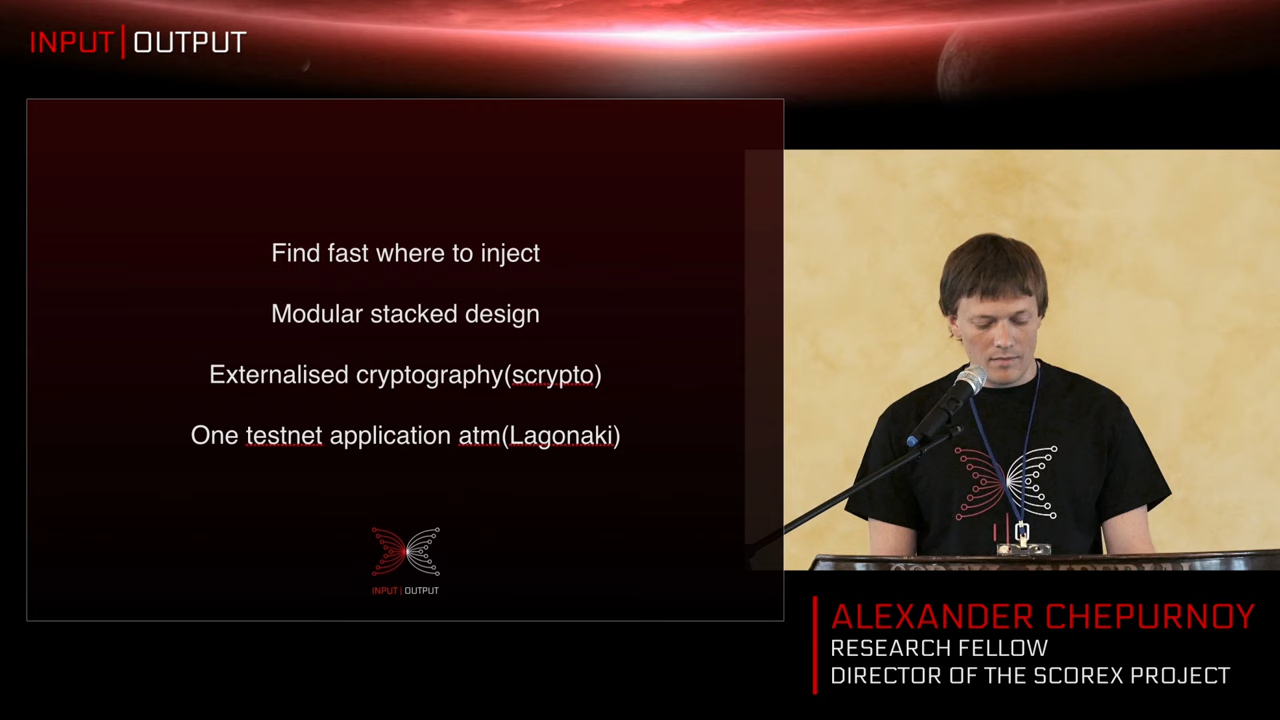 INPUT | OUTPUT
Find fast where to inject
Modular stacked design
Externalised cryptography(scrypto)
One testnet application atm(Lagonaki)
INPUT | OUTPUT
ALEXANDER CHEPURNOY
RESEARCH FELLOW
DIRECTOR OF THE SCOREX PROJECT